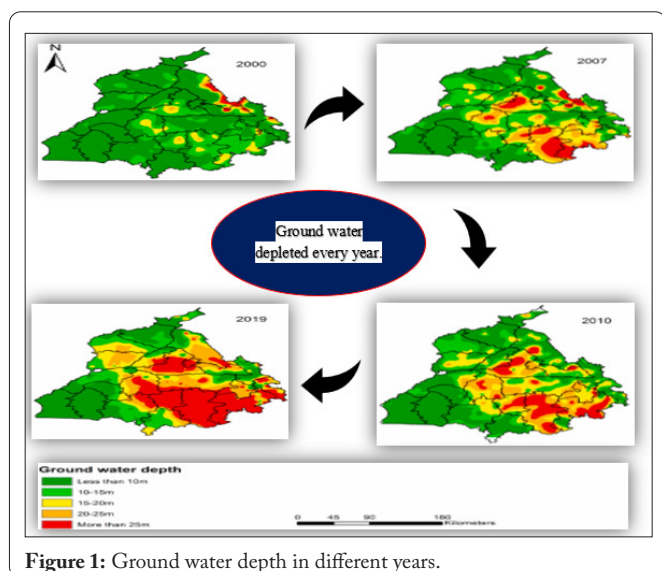 N
2000
2007
Ground water
depleted every year.
2019
2010
Ground water depth
Less than 10m
10-15m
15-20m
20-25m
More than 25m
0 45 90 180
Kilometers
Figure 1: Ground water depth in different years.